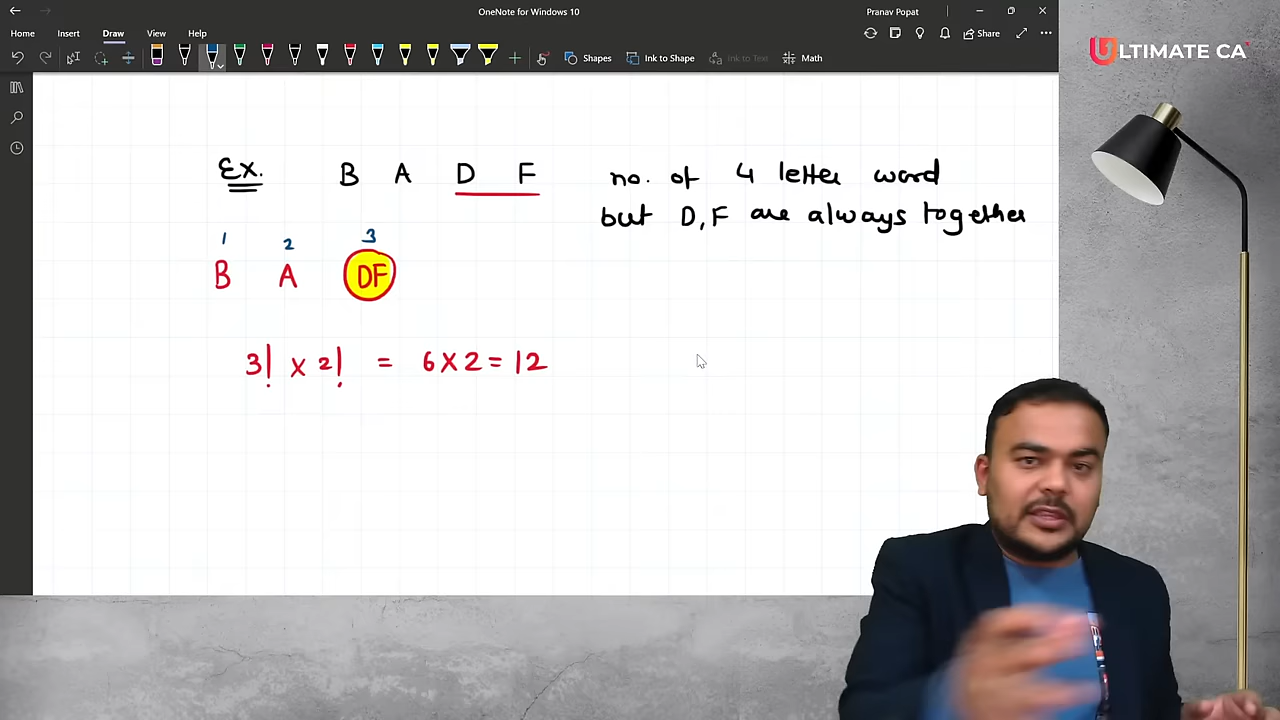 OneNote for Windows 10
Pranav Popat
Home Insert Draw View Help
Share
Shapes Ink to Shape Ink to Text Math
ULTIMATE CA
Ex. B A D F no. of 4 letter word
but D, F are always together
1 2 3
B A DF
3! x 2! = 6 x 2 = 12